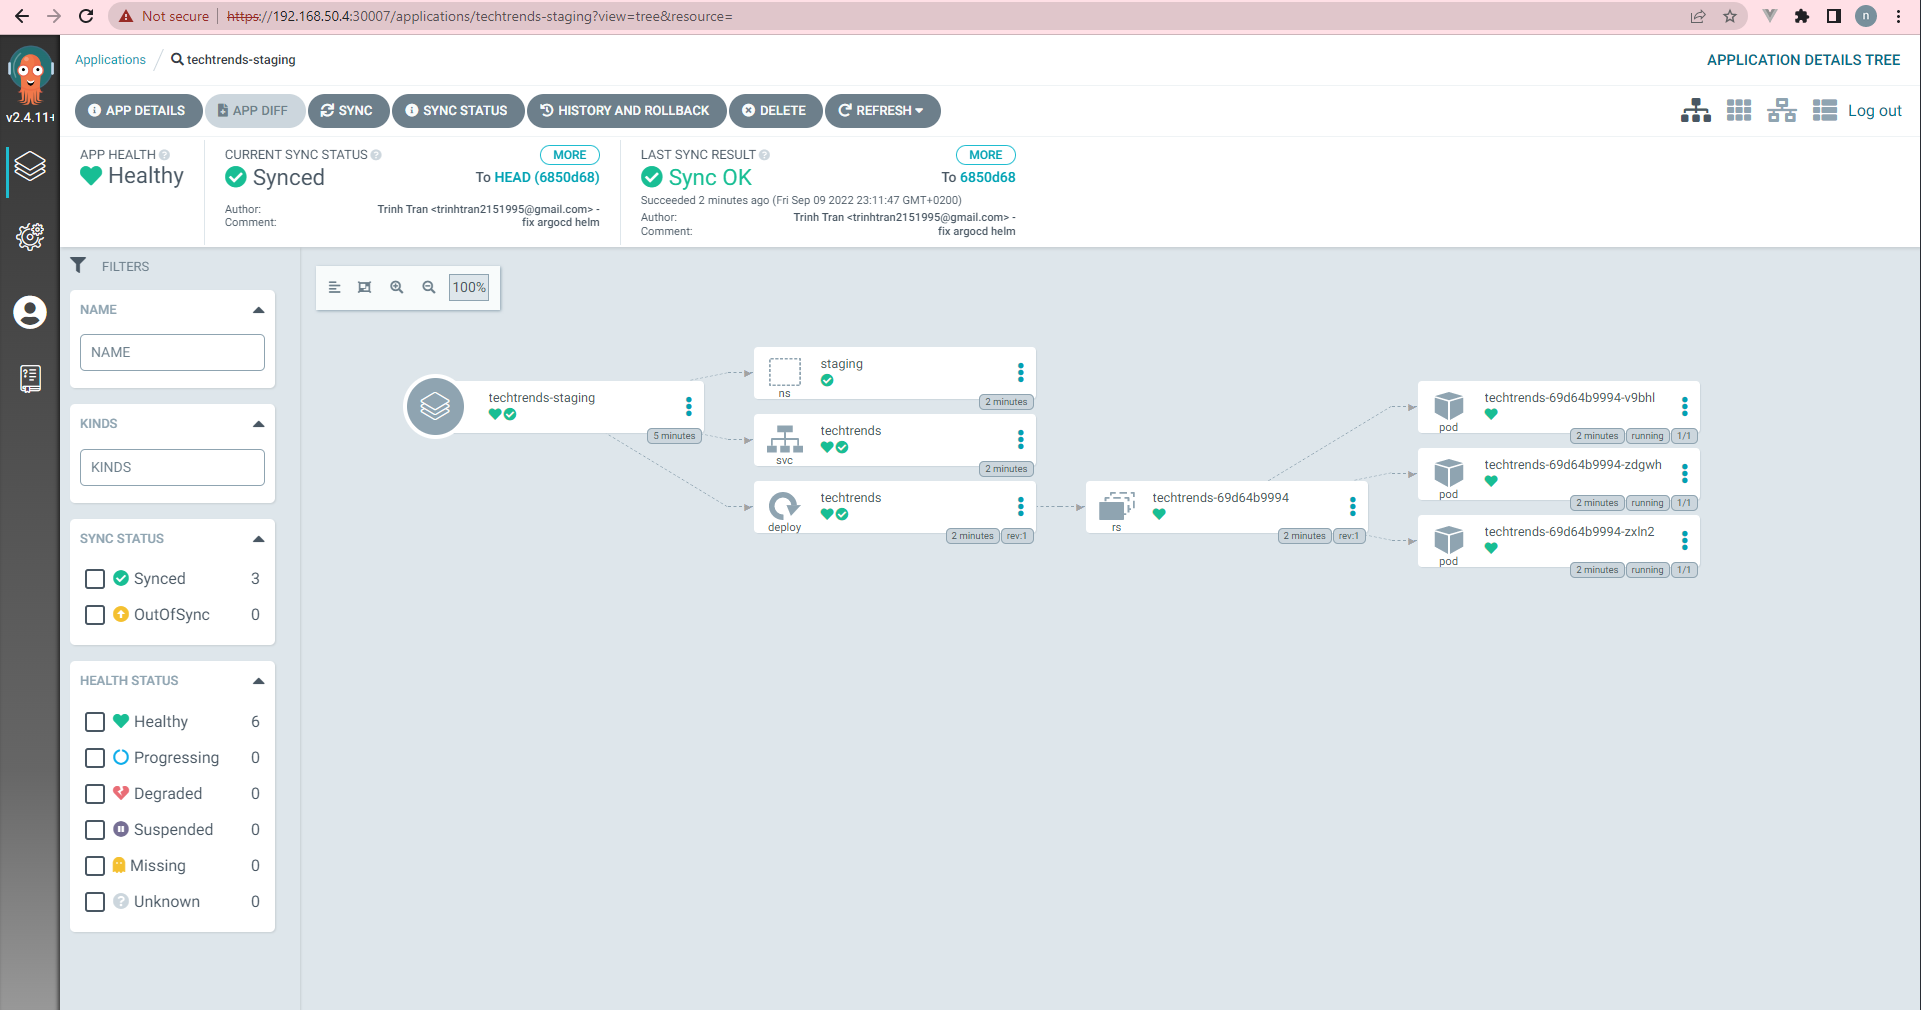 Not secure | https://192.168.50.4:30007/applications/techtrends-staging?view=tree&resource=
n
v2.4.11+
Applications / techtrends-staging
APPLICATION DETAILS TREE
APP DETAILS
APP DIFF
SYNC
SYNC STATUS
HISTORY AND ROLLBACK
DELETE
REFRESH
Log out
APP HEALTH
Healthy
CURRENT SYNC STATUS
MORE
Synced
To HEAD (6850d68)
Author: Trinh Tran <trinhtran2151995@gmail.com> -
Comment: fix argocd helm
LAST SYNC RESULT
MORE
Sync OK
To 6850d68
Succeeded 2 minutes ago (Fri Sep 09 2022 23:11:47 GMT+0200)
Author: Trinh Tran <trinhtran2151995@gmail.com> -
Comment: fix argocd helm
FILTERS
NAME
NAME
KINDS
KINDS
SYNC STATUS
Synced 3
OutOfSync 0
HEALTH STATUS
Healthy 6
Progressing 0
Degraded 0
Suspended 0
Missing 0
Unknown 0
100%
techtrends-staging
5 minutes
staging
ns
2 minutes
techtrends
svc
2 minutes
techtrends
deploy
2 minutes rev:1
techtrends-69d64b9994
rs
2 minutes rev:1
techtrends-69d64b9994-v9bhl
pod
2 minutes running 1/1
techtrends-69d64b9994-zdgwh
pod
2 minutes running 1/1
techtrends-69d64b9994-zxln2
pod
2 minutes running 1/1